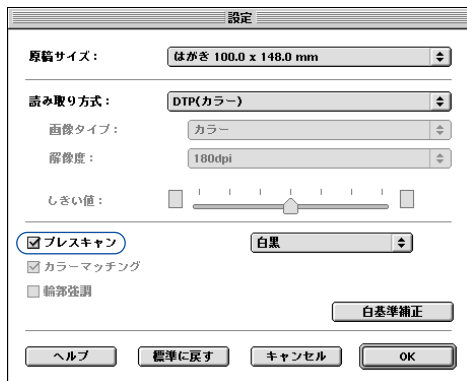 設定
原稿サイズ： はがき 100.0 x 148.0 mm
読み取り方式： DTP(カラー)
画像タイプ： カラー
解像度： 180dpi
しきい値：
プレスキャン 白黒
カラーマッチング
輪郭強調
白基準補正
ヘルプ 標準に戻す キャンセル OK